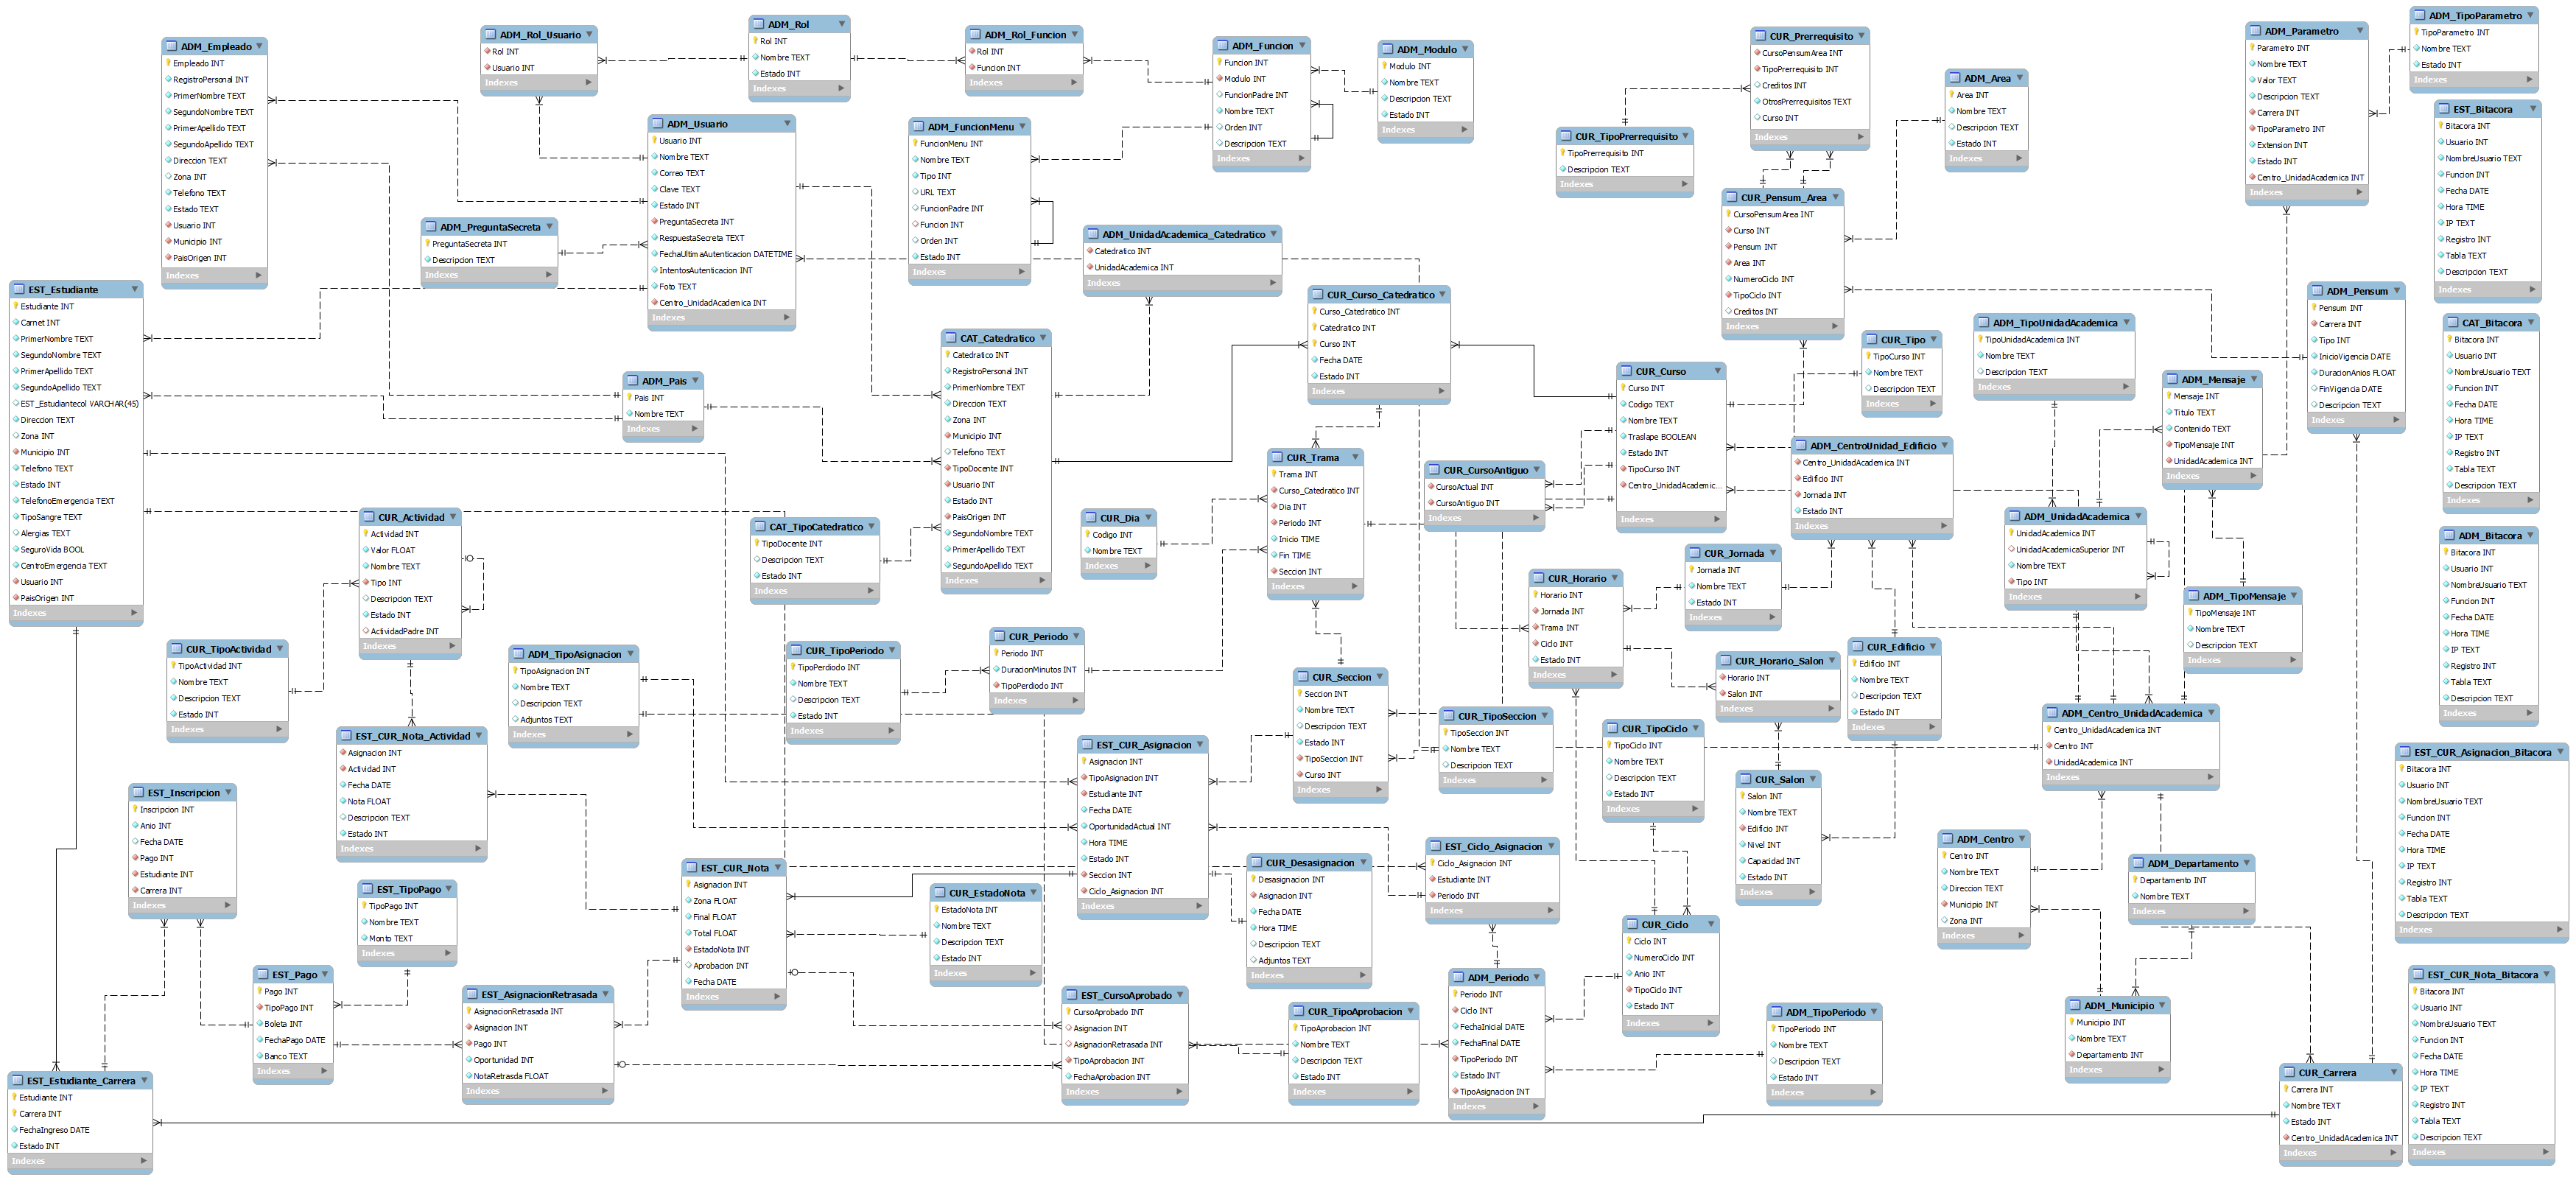 ADM_Empleado
Empleado INT
RegistroPersonal INT
PrimerNombre TEXT
SegundoNombre TEXT
PrimerApellido TEXT
SegundoApellido TEXT
Direccion TEXT
Zona INT
Telefono TEXT
Estado TEXT
Usuario INT
Municipio INT
PaisOrigen INT
Indexes
ADM_Rol_Usuario
Rol INT
Usuario INT
Indexes
ADM_Rol
Rol INT
Nombre TEXT
Estado INT
Indexes
ADM_Rol_Funcion
Rol INT
Funcion INT
Indexes
ADM_Funcion
Funcion INT
Modulo INT
FuncionPadre INT
Nombre TEXT
Orden INT
Descripcion TEXT
Indexes
ADM_Modulo
Modulo INT
Nombre TEXT
Descripcion TEXT
Estado INT
Indexes
CUR_Prerrequisito
CursoPensumArea INT
TipoPrerrequisito INT
Creditos INT
OtrosPrerrequisitos TEXT
Curso INT
Indexes
CUR_TipoPrerrequisito
TipoPrerrequisito INT
Descripcion TEXT
Indexes
ADM_Area
Area INT
Nombre TEXT
Descripcion TEXT
Estado INT
Indexes
ADM_Parametro
Parametro INT
Nombre TEXT
Valor TEXT
Descripcion TEXT
Carrera INT
TipoParametro INT
Extension INT
Estado INT
Centro_UnidadAcademica INT
Indexes
ADM_TipoParametro
TipoParametro INT
Nombre TEXT
Estado INT
Indexes
EST_Bitacora
Bitacora INT
Usuario INT
NombreUsuario TEXT
Funcion INT
Fecha DATE
Hora TIME
IP TEXT
Registro INT
Tabla TEXT
Descripcion TEXT
Indexes
ADM_Usuario
Usuario INT
Nombre TEXT
Correo TEXT
Clave TEXT
Estado INT
PreguntaSecreta INT
RespuestaSecreta TEXT
FechaUltimaAutenticacion DATETIME
IntentosAutenticacion INT
Foto TEXT
Centro_UnidadAcademica INT
Indexes
ADM_FuncionMenu
FuncionMenu INT
Nombre TEXT
Tipo INT
URL TEXT
FuncionPadre INT
Funcion INT
Orden INT
Estado INT
Indexes
ADM_PreguntaSecreta
PreguntaSecreta INT
Descripcion TEXT
Indexes
ADM_UnidadAcademica_Catedratico
Catedratico INT
UnidadAcademica INT
Indexes
CUR_Pensum_Area
CursoPensumArea INT
Curso INT
Pensum INT
Area INT
NumeroCiclo INT
TipoCiclo INT
Creditos INT
Indexes
EST_Estudiante
Estudiante INT
Carnet INT
PrimerNombre TEXT
SegundoNombre TEXT
PrimerApellido TEXT
SegundoApellido TEXT
EST_Estudiantecol VARCHAR(45)
Direccion TEXT
Zona INT
Municipio INT
Telefono TEXT
Estado INT
TelefonoEmergencia TEXT
TipoSangre TEXT
Alergias TEXT
SeguroVida BOOL
CentroEmergencia TEXT
Usuario INT
PaisOrigen INT
Indexes
CUR_Curso_Catedratico
Curso_Catedratico INT
Catedratico INT
Curso INT
Fecha DATE
Estado INT
Indexes
CAT_Catedratico
Catedratico INT
RegistroPersonal INT
PrimerNombre TEXT
Direccion TEXT
Zona INT
Municipio INT
Telefono TEXT
TipoDocente INT
Usuario INT
Estado INT
PaisOrigen INT
SegundoNombre TEXT
PrimerApellido TEXT
SegundoApellido TEXT
Indexes
ADM_Pais
Pais INT
Nombre TEXT
Indexes
CUR_Curso
Curso INT
Codigo TEXT
Nombre TEXT
Traslape BOOLEAN
Estado INT
TipoCurso INT
Centro_UnidadAcademic...
Indexes
CUR_Tipo
TipoCurso INT
Nombre TEXT
Descripcion TEXT
Indexes
ADM_TipoUnidadAcademica
TipoUnidadAcademica INT
Nombre TEXT
Descripcion TEXT
Indexes
ADM_Pensum
Pensum INT
Carrera INT
Tipo INT
InicioVigencia DATE
DuracionAnios FLOAT
FinVigencia DATE
Descripcion TEXT
Indexes
CAT_Bitacora
Bitacora INT
Usuario INT
NombreUsuario TEXT
Funcion INT
Fecha DATE
Hora TIME
IP TEXT
Registro INT
Tabla TEXT
Descripcion TEXT
Indexes
ADM_Mensaje
Mensaje INT
Titulo TEXT
Contenido TEXT
TipoMensaje INT
UnidadAcademica INT
Indexes
ADM_CentroUnidad_Edificio
Centro_UnidadAcademica INT
Edificio INT
Jornada INT
Estado INT
Indexes
CUR_Trama
Trama INT
Curso_Catedratico INT
Dia INT
Periodo INT
Inicio TIME
Fin TIME
Seccion INT
Indexes
CUR_CursoAntiguo
CursoActual INT
CursoAntiguo INT
Indexes
CUR_Actividad
Actividad INT
Valor FLOAT
Nombre TEXT
Tipo INT
Descripcion TEXT
Estado INT
ActividadPadre INT
Indexes
CAT_TipoCatedratico
TipoDocente INT
Descripcion TEXT
Estado INT
Indexes
CUR_Dia
Codigo INT
Nombre TEXT
Indexes
ADM_UnidadAcademica
UnidadAcademica INT
UnidadAcademicaSuperior INT
Nombre TEXT
Tipo INT
Indexes
ADM_Bitacora
Bitacora INT
Usuario INT
NombreUsuario TEXT
Funcion INT
Fecha DATE
Hora TIME
IP TEXT
Registro INT
Tabla TEXT
Descripcion TEXT
Indexes
CUR_Jornada
Jornada INT
Nombre TEXT
Estado INT
Indexes
CUR_Horario
Horario INT
Jornada INT
Trama INT
Ciclo INT
Estado INT
Indexes
ADM_TipoMensaje
TipoMensaje INT
Nombre TEXT
Descripcion TEXT
Indexes
CUR_TipoActividad
TipoActividad INT
Nombre TEXT
Descripcion TEXT
Estado INT
Indexes
ADM_TipoAsignacion
TipoAsignacion INT
Nombre TEXT
Descripcion TEXT
Adjuntos TEXT
Indexes
CUR_TipoPeriodo
TipoPerdiodo INT
Nombre TEXT
Descripcion TEXT
Estado INT
Indexes
CUR_Periodo
Periodo INT
DuracionMinutos INT
TipoPerdiodo INT
Indexes
CUR_Seccion
Seccion INT
Nombre TEXT
Descripcion TEXT
Estado INT
TipoSeccion INT
Curso INT
Indexes
CUR_Horario_Salon
Horario INT
Salon INT
Indexes
CUR_Edificio
Edificio INT
Nombre TEXT
Descripcion TEXT
Estado INT
Indexes
CUR_TipoSeccion
TipoSeccion INT
Nombre TEXT
Descripcion TEXT
Indexes
CUR_TipoCiclo
TipoCiclo INT
Nombre TEXT
Descripcion TEXT
Estado INT
Indexes
ADM_Centro_UnidadAcademica
Centro_UnidadAcademica INT
Centro INT
UnidadAcademica INT
Indexes
EST_CUR_Nota_Actividad
Asignacion INT
Actividad INT
Fecha DATE
Nota FLOAT
Descripcion TEXT
Estado INT
Indexes
EST_CUR_Asignacion
Asignacion INT
TipoAsignacion INT
Estudiante INT
Fecha DATE
OportunidadActual INT
Hora TIME
Estado INT
Seccion INT
Ciclo_Asignacion INT
Indexes
EST_CUR_Asignacion_Bitacora
Bitacora INT
Usuario INT
NombreUsuario TEXT
Funcion INT
Fecha DATE
Hora TIME
IP TEXT
Registro INT
Tabla TEXT
Descripcion TEXT
Indexes
CUR_Salon
Salon INT
Nombre TEXT
Edificio INT
Nivel INT
Capacidad INT
Estado INT
Indexes
EST_Inscripcion
Inscripcion INT
Anio INT
Fecha DATE
Pago INT
Estudiante INT
Carrera INT
Indexes
ADM_Centro
Centro INT
Nombre TEXT
Direccion TEXT
Municipio INT
Zona INT
Indexes
EST_Ciclo_Asignacion
Ciclo_Asignacion INT
Estudiante INT
Periodo INT
Indexes
ADM_Departamento
Departamento INT
Nombre TEXT
Indexes
CUR_Desasignacion
Desasignacion INT
Asignacion INT
Fecha DATE
Hora TIME
Descripcion TEXT
Adjuntos TEXT
Indexes
EST_CUR_Nota
Asignacion INT
Zona FLOAT
Final FLOAT
Total FLOAT
EstadoNota INT
Aprobacion INT
Fecha DATE
Indexes
CUR_EstadoNota
EstadoNota INT
Nombre TEXT
Descripcion TEXT
Estado INT
Indexes
EST_TipoPago
TipoPago INT
Nombre TEXT
Monto TEXT
Indexes
CUR_Ciclo
Ciclo INT
NumeroCiclo INT
Anio INT
TipoCiclo INT
Estado INT
Indexes
EST_Pago
Pago INT
TipoPago INT
Boleta INT
FechaPago DATE
Banco TEXT
Indexes
ADM_Periodo
Periodo INT
Ciclo INT
FechaInicial DATE
FechaFinal DATE
TipoPeriodo INT
Estado INT
TipoAsignacion INT
Indexes
EST_CUR_Nota_Bitacora
Bitacora INT
Usuario INT
NombreUsuario TEXT
Funcion INT
Fecha DATE
Hora TIME
IP TEXT
Registro INT
Tabla TEXT
Descripcion TEXT
Indexes
EST_AsignacionRetrasada
AsignacionRetrasada INT
Asignacion INT
Pago INT
Oportunidad INT
NotaRetrasda FLOAT
Indexes
EST_CursoAprobado
CursoAprobado INT
Asignacion INT
AsignacionRetrasada INT
TipoAprobacion INT
FechaAprobacion INT
Indexes
CUR_TipoAprobacion
TipoAprobacion INT
Nombre TEXT
Descripcion TEXT
Estado INT
Indexes
ADM_TipoPeriodo
TipoPeriodo INT
Nombre TEXT
Descripcion TEXT
Estado INT
Indexes
ADM_Municipio
Municipio INT
Nombre TEXT
Departamento INT
Indexes
EST_Estudiante_Carrera
Estudiante INT
Carrera INT
FechaIngreso DATE
Estado INT
Indexes
CUR_Carrera
Carrera INT
Nombre TEXT
Estado INT
Centro_UnidadAcademica INT
Indexes